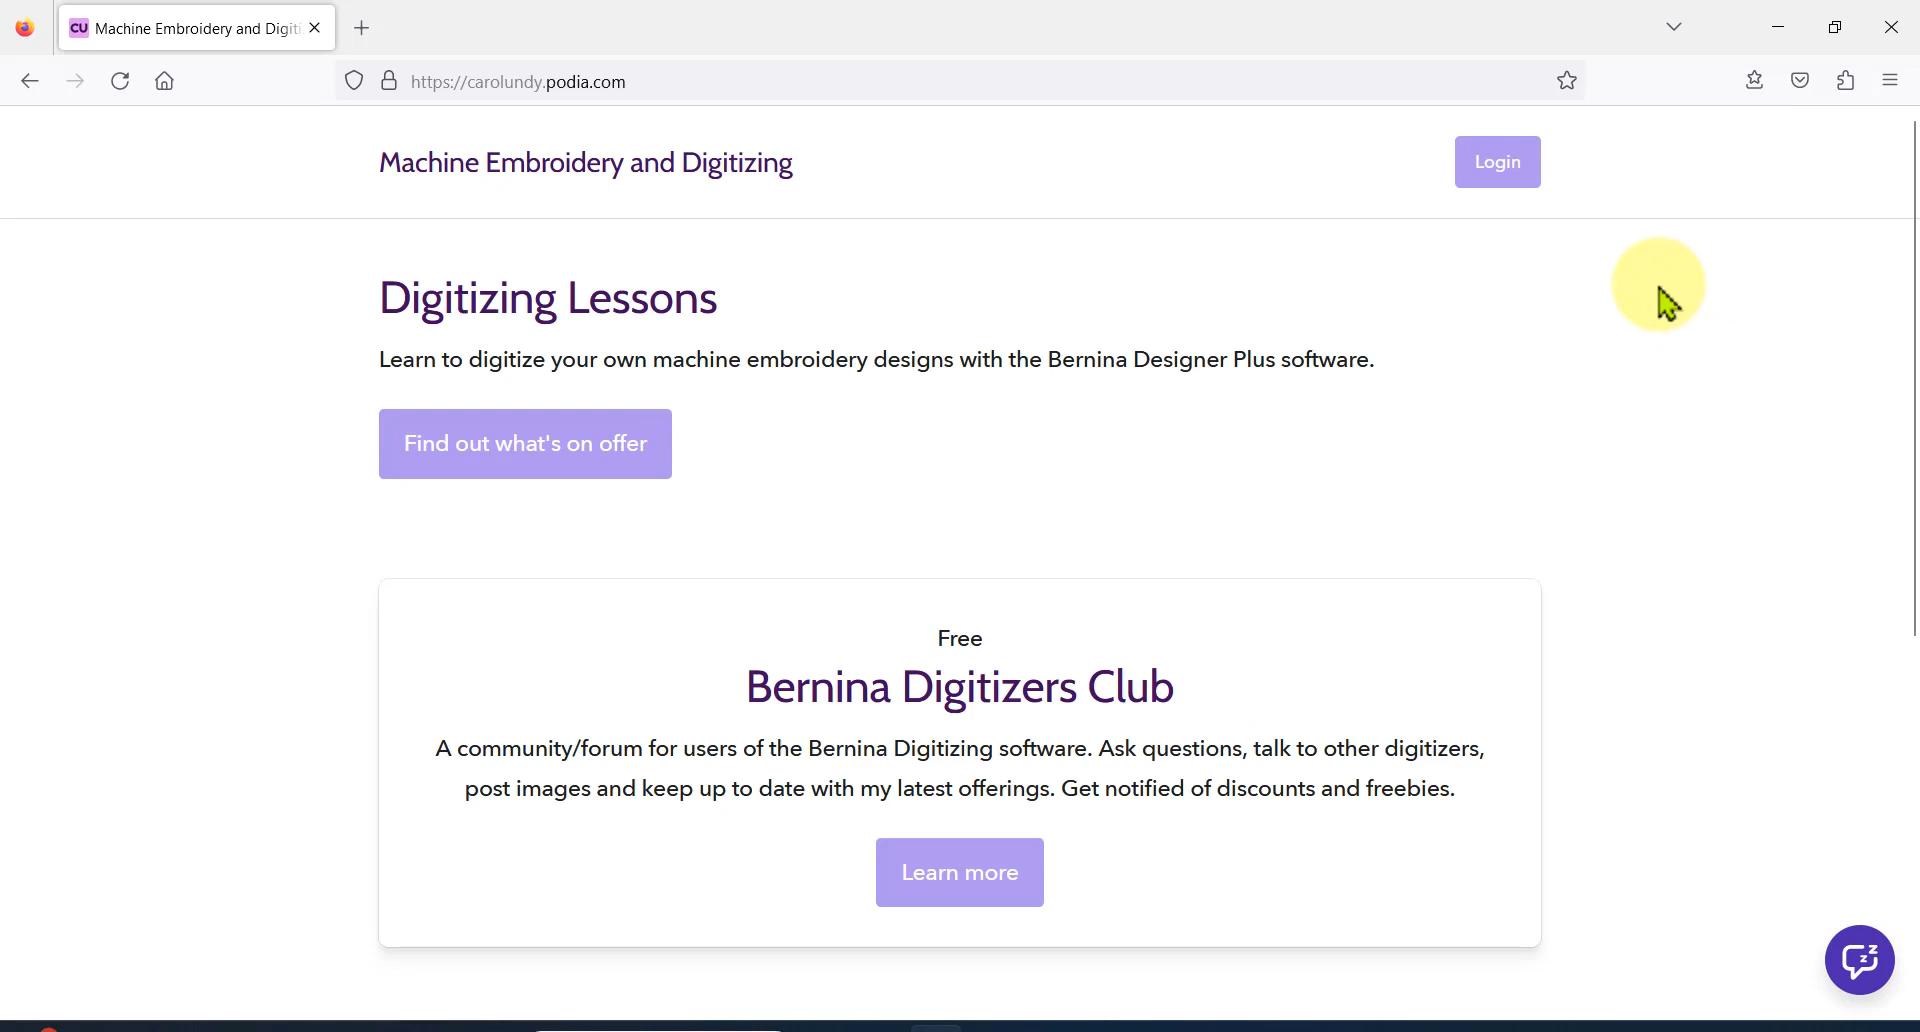 CU Machine Embroidery and Digiti
https://carolundy.podia.com
Machine Embroidery and Digitizing
Login
Digitizing Lessons
Learn to digitize your own machine embroidery designs with the Bernina Designer Plus software.
Find out what's on offer
Free
Bernina Digitizers Club
A community/forum for users of the Bernina Digitizing software. Ask questions, talk to other digitizers,
post images and keep up to date with my latest offerings. Get notified of discounts and freebies.
Learn more
z z